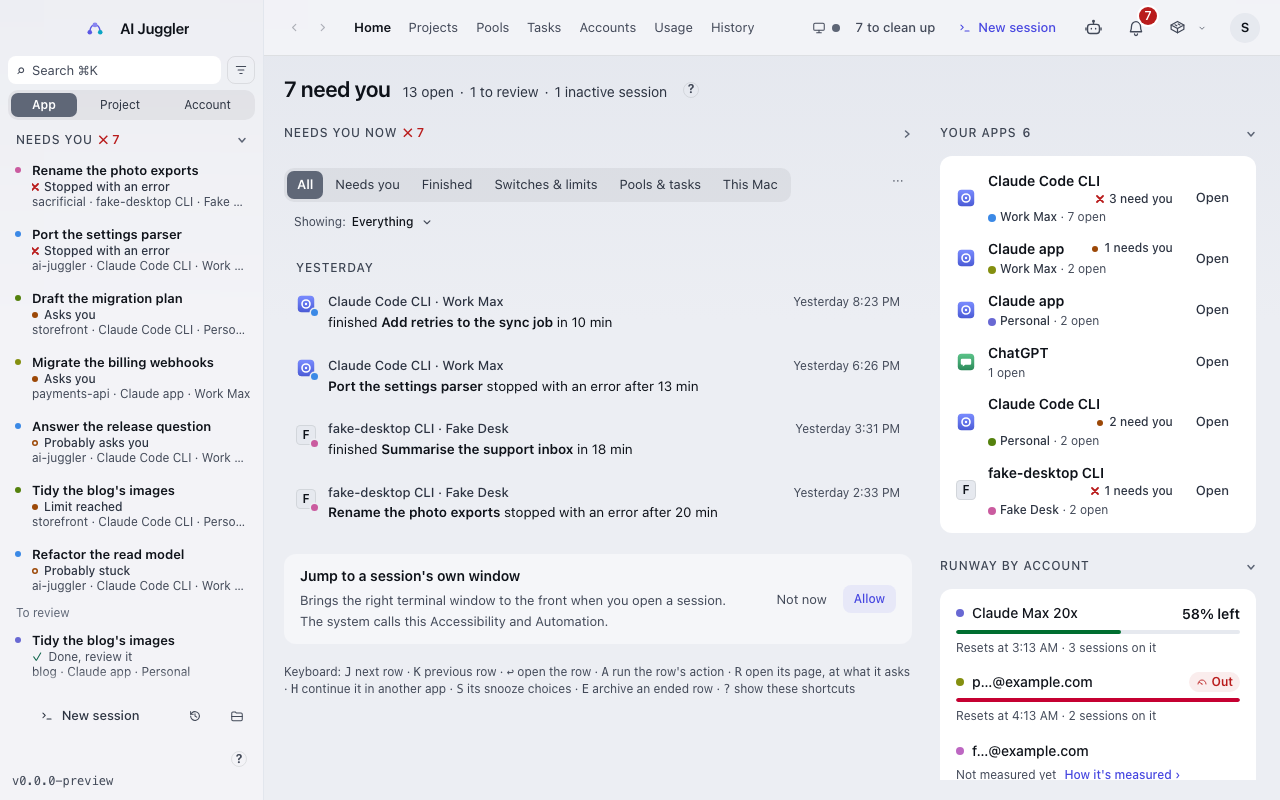 AI Juggler
Search ⌘K
App Project Account
NEEDS YOU ✕ 7
Rename the photo exports
✕ Stopped with an error
sacrificial · fake-desktop CLI · Fake ...
Port the settings parser
✕ Stopped with an error
ai-juggler · Claude Code CLI · Work ...
Draft the migration plan
Asks you
storefront · Claude Code CLI · Perso...
Migrate the billing webhooks
Asks you
payments-api · Claude app · Work Max
Answer the release question
Probably asks you
ai-juggler · Claude Code CLI · Work ...
Tidy the blog's images
Limit reached
storefront · Claude Code CLI · Perso...
Refactor the read model
Probably stuck
ai-juggler · Claude Code CLI · Work ...
To review
Tidy the blog's images
✓ Done, review it
blog · Claude app · Personal
New session
?
v0.0.0-preview
Home Projects Pools Tasks Accounts Usage History
7 to clean up
New session
7
S
7 need you 13 open · 1 to review · 1 inactive session ?
NEEDS YOU NOW ✕ 7
All Needs you Finished Switches & limits Pools & tasks This Mac ...
Showing: Everything
YESTERDAY
Claude Code CLI · Work Max Yesterday 8:23 PM
finished Add retries to the sync job in 10 min
Claude Code CLI · Work Max Yesterday 6:26 PM
Port the settings parser stopped with an error after 13 min
F fake-desktop CLI · Fake Desk Yesterday 3:31 PM
finished Summarise the support inbox in 18 min
F fake-desktop CLI · Fake Desk Yesterday 2:33 PM
Rename the photo exports stopped with an error after 20 min
Jump to a session's own window
Brings the right terminal window to the front when you open a session.
The system calls this Accessibility and Automation.
Not now Allow
Keyboard: J next row · K previous row · ↩ open the row · A run the row's action · R open its page, at what it asks
· H continue it in another app · S its snooze choices · E archive an ended row · ? show these shortcuts
YOUR APPS 6
Claude Code CLI
✕ 3 need you
Work Max · 7 open
Open
Claude app 1 needs you
Work Max · 2 open
Open
Claude app
Personal · 2 open
Open
ChatGPT
1 open
Open
Claude Code CLI
2 need you
Personal · 2 open
Open
F fake-desktop CLI
✕ 1 needs you
Fake Desk · 2 open
Open
RUNWAY BY ACCOUNT
Claude Max 20x 58% left
Resets at 3:13 AM · 3 sessions on it
p...@example.com Out
Resets at 4:13 AM · 2 sessions on it
f...@example.com
Not measured yet How it's measured ›